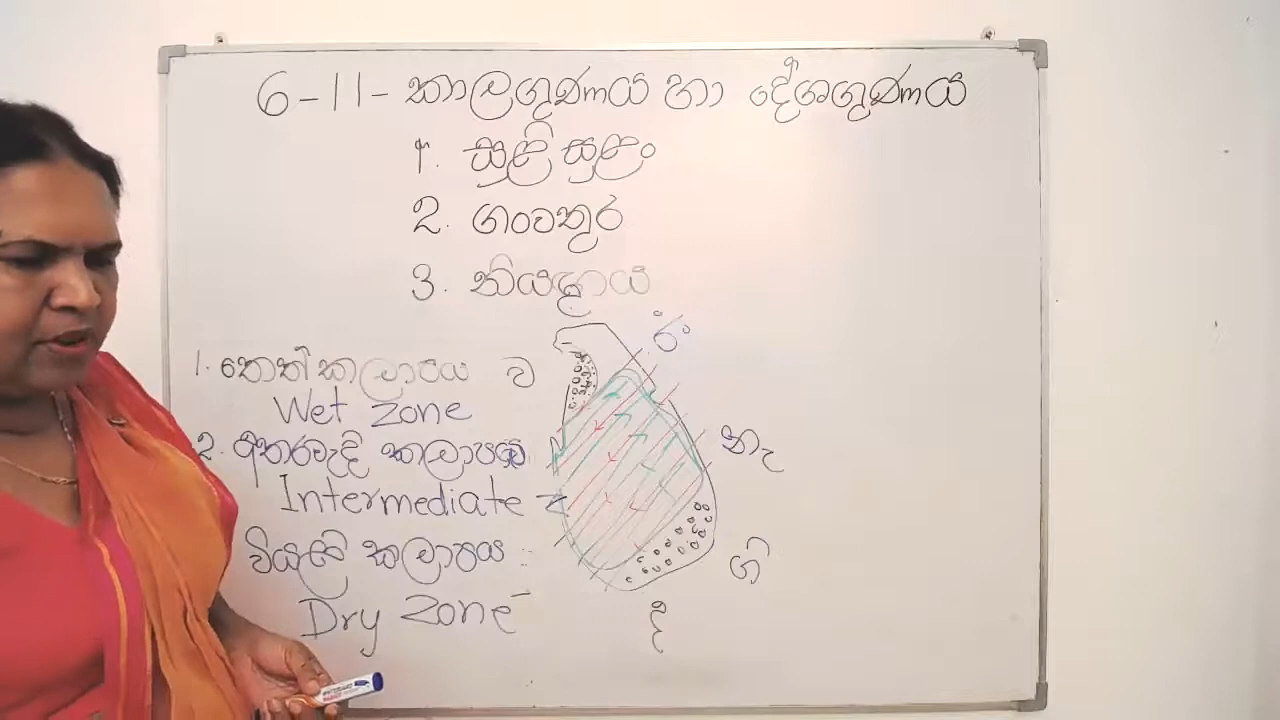 6-11- කාලගුණය හා දේශගුණය
1. සුළි සුළං
2. ගංවතුර
3. නියඟය
1. තෙත් කලාපය
Wet zone
2. අතරමැදි කලාපය
Intermediate z
වියළි කලාපය
Dry zone
ව
උ
නැ
ගි
ද